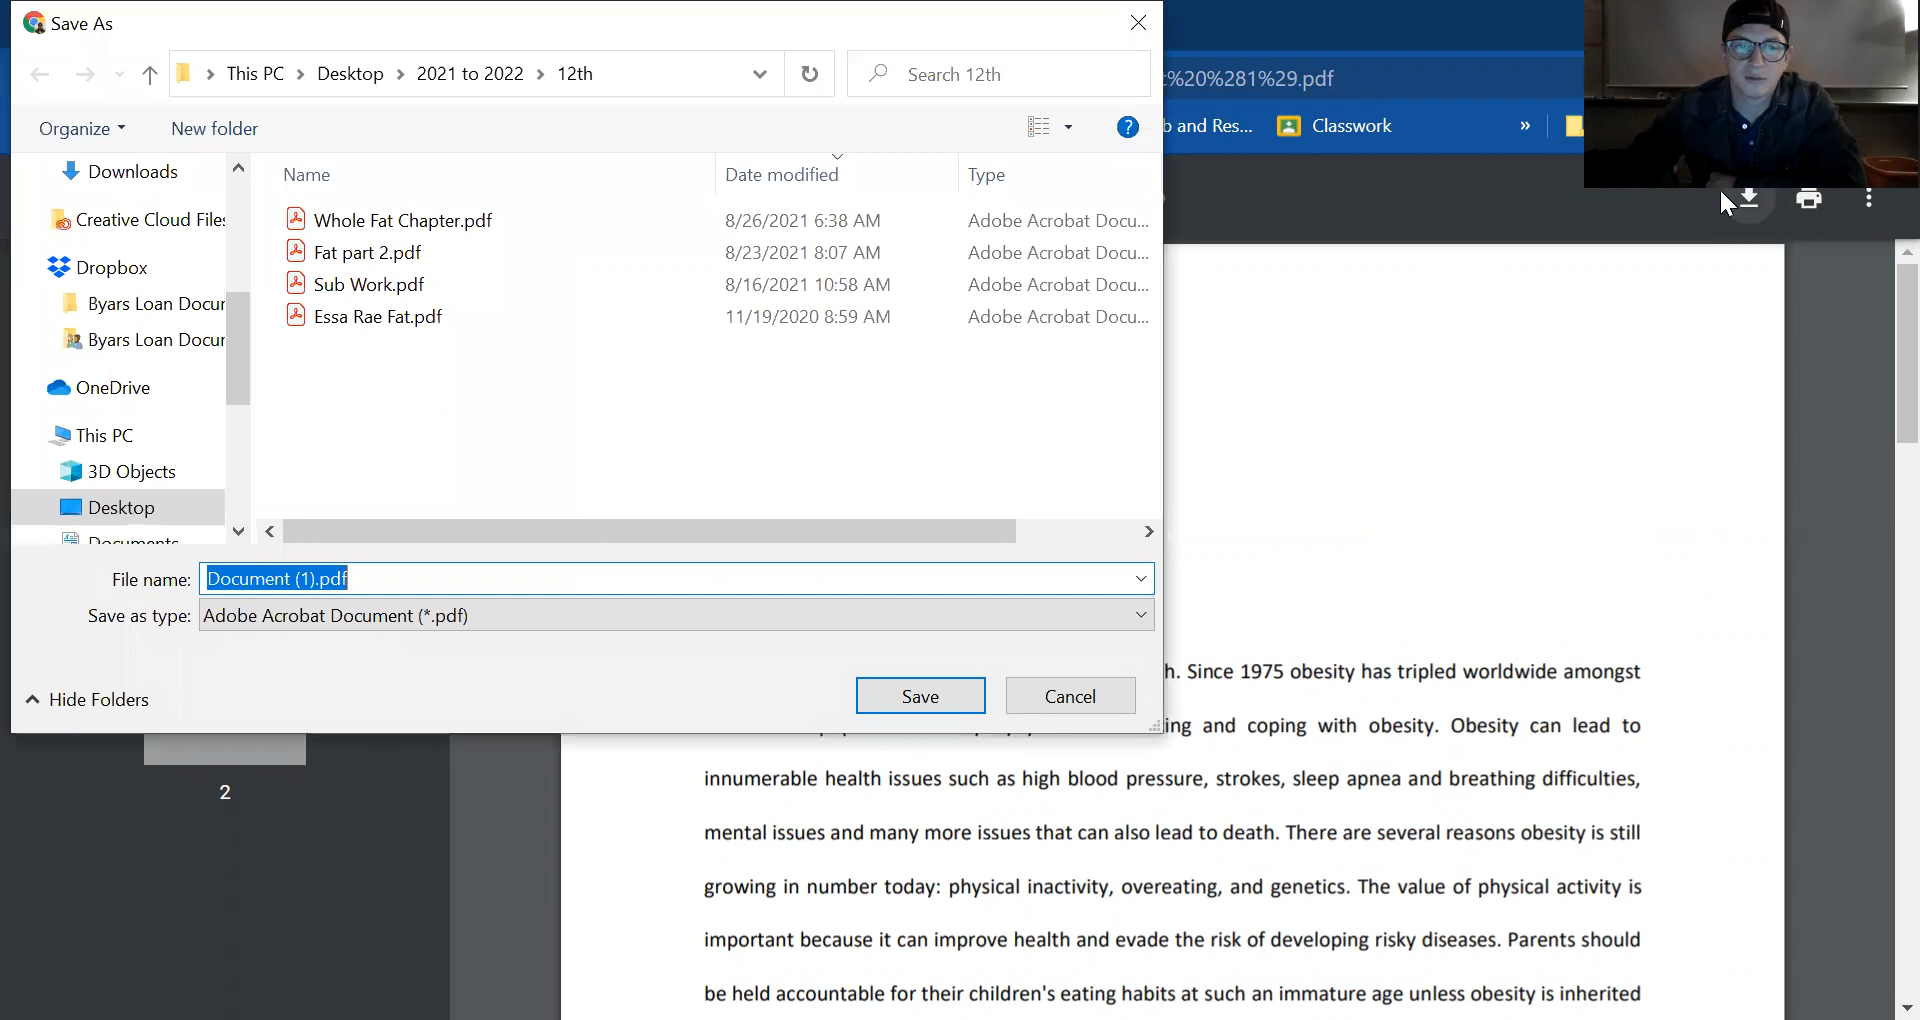 Save As
This PC Desktop 2021 to 2022 12th
Search 12th
%20%281%29.pdf
Organize
New folder
?
b and Res...
Classwork
»
Downloads
Creative Cloud Files
Dropbox
Byars Loan Docur
Byars Loan Docur
OneDrive
This PC
3D Objects
Desktop
Documents
Name Date modified Type
Whole Fat Chapter.pdf 8/26/2021 6:38 AM Adobe Acrobat Docu...
Fat part 2.pdf 8/23/2021 8:07 AM Adobe Acrobat Docu...
Sub Work.pdf 8/16/2021 10:58 AM Adobe Acrobat Docu...
Essa Rae Fat.pdf 11/19/2020 8:59 AM Adobe Acrobat Docu...
File name: Document (1).pdf
Save as type: Adobe Acrobat Document (*.pdf)
Hide Folders
Save
Cancel
2
h. Since 1975 obesity has tripled worldwide amongst
ing and coping with obesity. Obesity can lead to
innumerable health issues such as high blood pressure, strokes, sleep apnea and breathing difficulties,
mental issues and many more issues that can also lead to death. There are several reasons obesity is still
growing in number today: physical inactivity, overeating, and genetics. The value of physical activity is
important because it can improve health and evade the risk of developing risky diseases. Parents should
be held accountable for their children's eating habits at such an immature age unless obesity is inherited